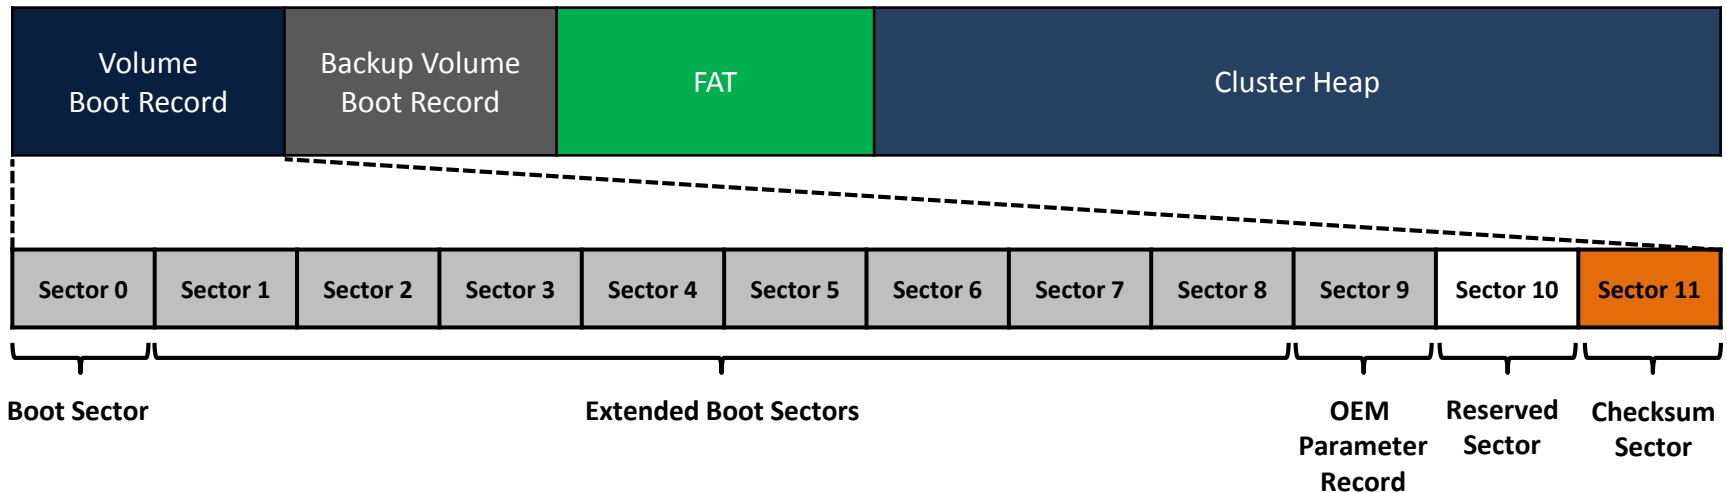 Volume
Boot Record
Backup Volume
Boot Record
FAT
Cluster Heap
Sector 0
Sector 1
Sector 2
Sector 3
Sector 4
Sector 5
Sector 6
Sector 7
Sector 8
Sector 9
Sector 10
Sector 11
Boot Sector
Extended Boot Sectors
OEM
Parameter
Record
Reserved
Sector
Checksum
Sector